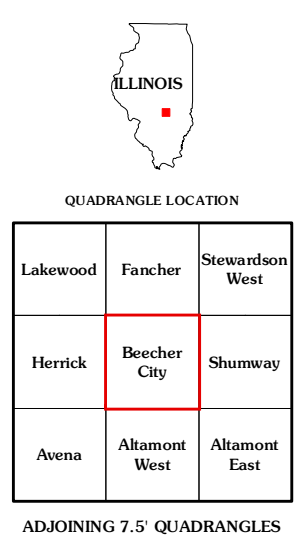 ILLINOIS
QUADRANGLE LOCATION
Lakewood
Fancher
Stewardson
West
Herrick
Beecher
City
Shumway
Avena
Altamont
West
Altamont
East
ADJOINING 7.5' QUADRANGLES